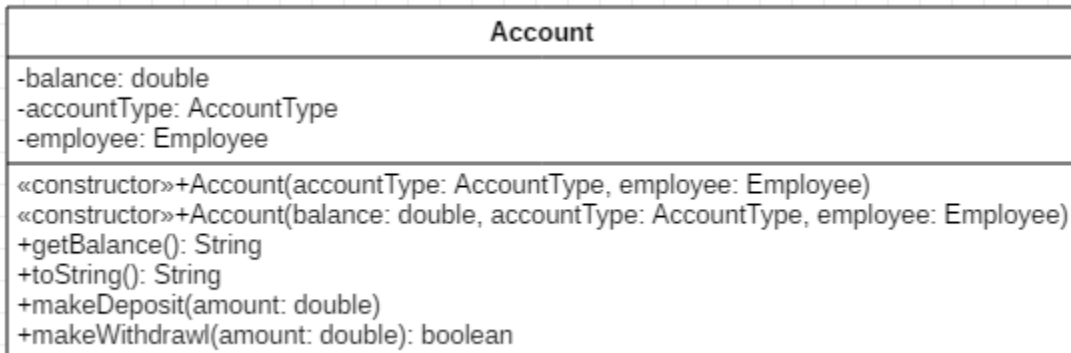 Account
-balance: double
-accountType: AccountType
-employee: Employee
«constructor»+Account(accountType: AccountType, employee: Employee)
«constructor»+Account(balance: double, accountType: AccountType, employee: Employee)
+getBalance(): String
+toString(): String
+makeDeposit(amount: double)
+makeWithdrawl(amount: double): boolean